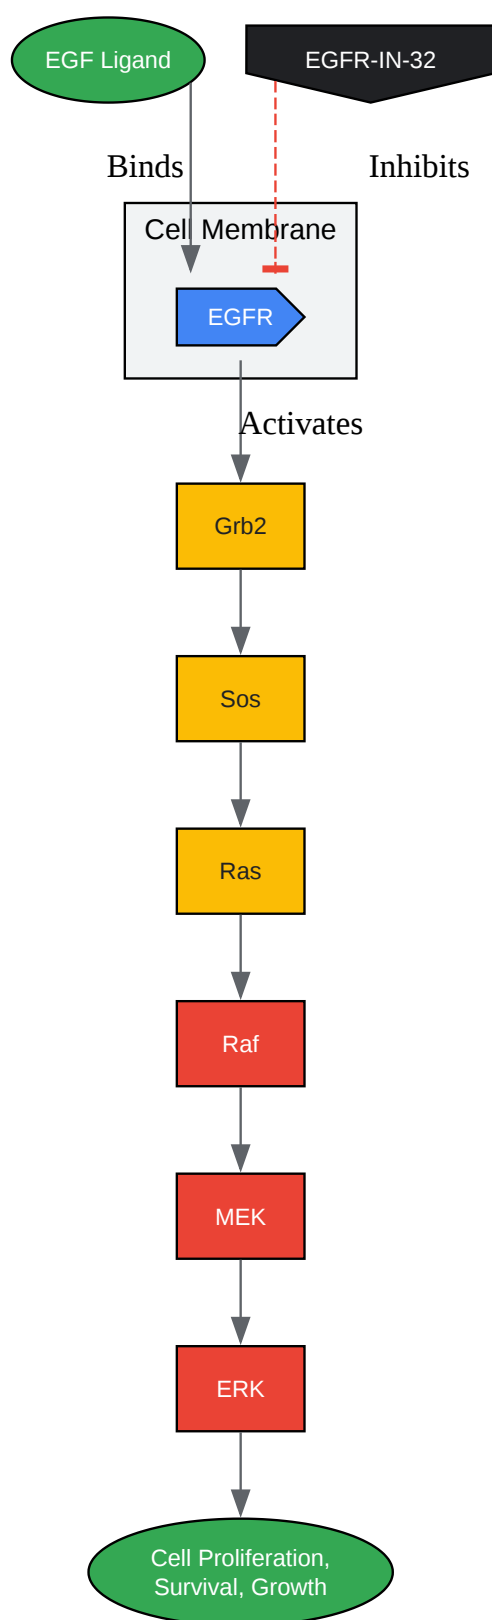 EGF Ligand
EGFR-IN-32
Binds
Inhibits
Cell Membrane
EGFR
Activates
Grb2
Sos
Ras
Raf
MEK
ERK
Cell Proliferation,
Survival, Growth